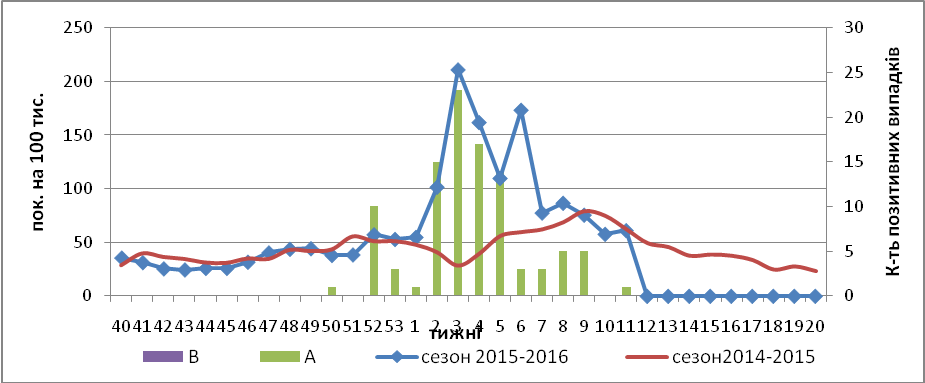 250
200
150
100
50
0
пок. на 100 тис.
30
25
20
15
10
5
0
К-ть позитивних випадків
40 41 42 43 44 45 46 47 48 49 50 51 52 53 1 2 3 4 5 6 7 8 9 10 11 12 13 14 15 16 17 18 19 20
тижні
В А сезон 2015-2016 сезон2014-2015